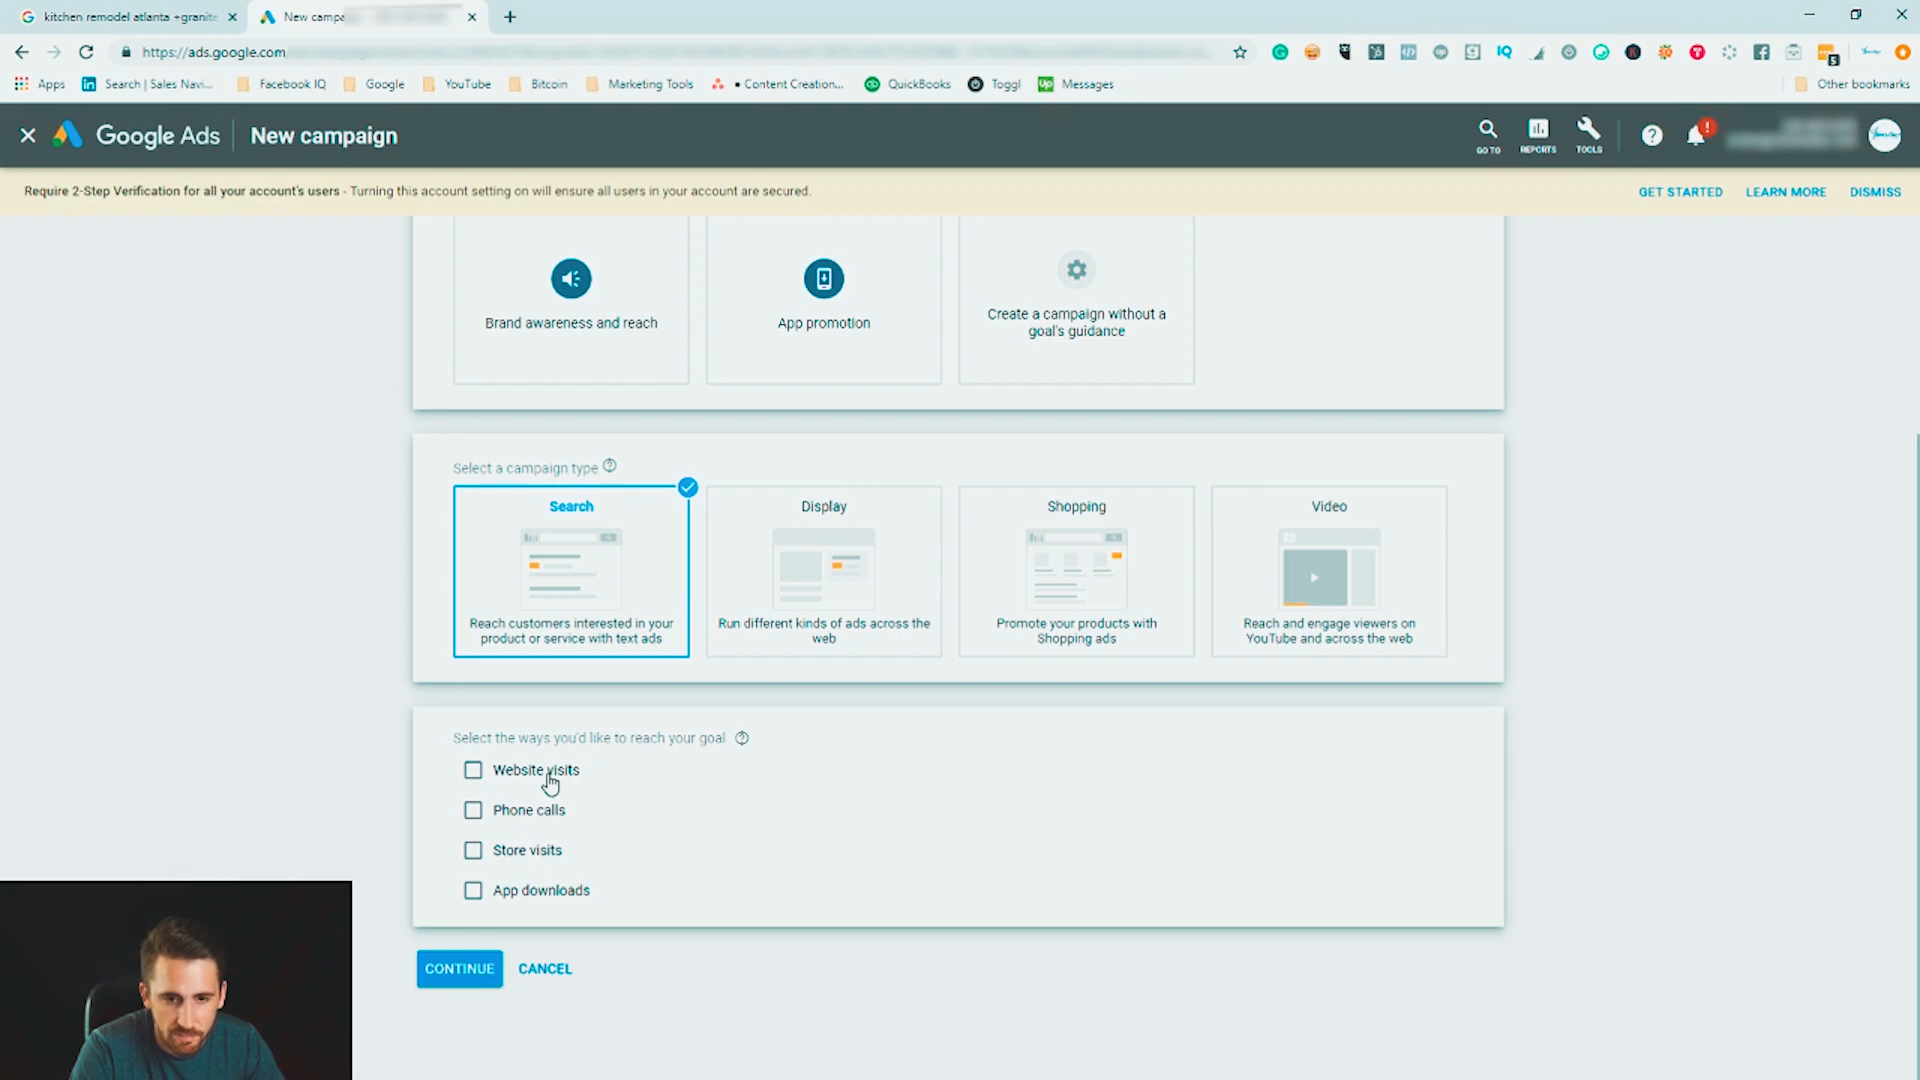 kitchen remodel atlanta +granite
New campa
https://ads.google.com
Apps
Search | Sales Navi...
Facebook IQ
Google
YouTube
Bitcoin
Marketing Tools
• Content Creation...
QuickBooks
Toggl
Messages
Other bookmarks
Google Ads
New campaign
GO TO
REPORTS
TOOLS
Require 2-Step Verification for all your account's users - Turning this account setting on will ensure all users in your account are secured.
GET STARTED
LEARN MORE
DISMISS
Brand awareness and reach
App promotion
Create a campaign without a
goal's guidance
Select a campaign type
Search
Reach customers interested in your
product or service with text ads
Display
Run different kinds of ads across the
web
Shopping
Promote your products with
Shopping ads
Video
Reach and engage viewers on
YouTube and across the web
Select the ways you'd like to reach your goal
Website visits
Phone calls
Store visits
App downloads
CONTINUE
CANCEL